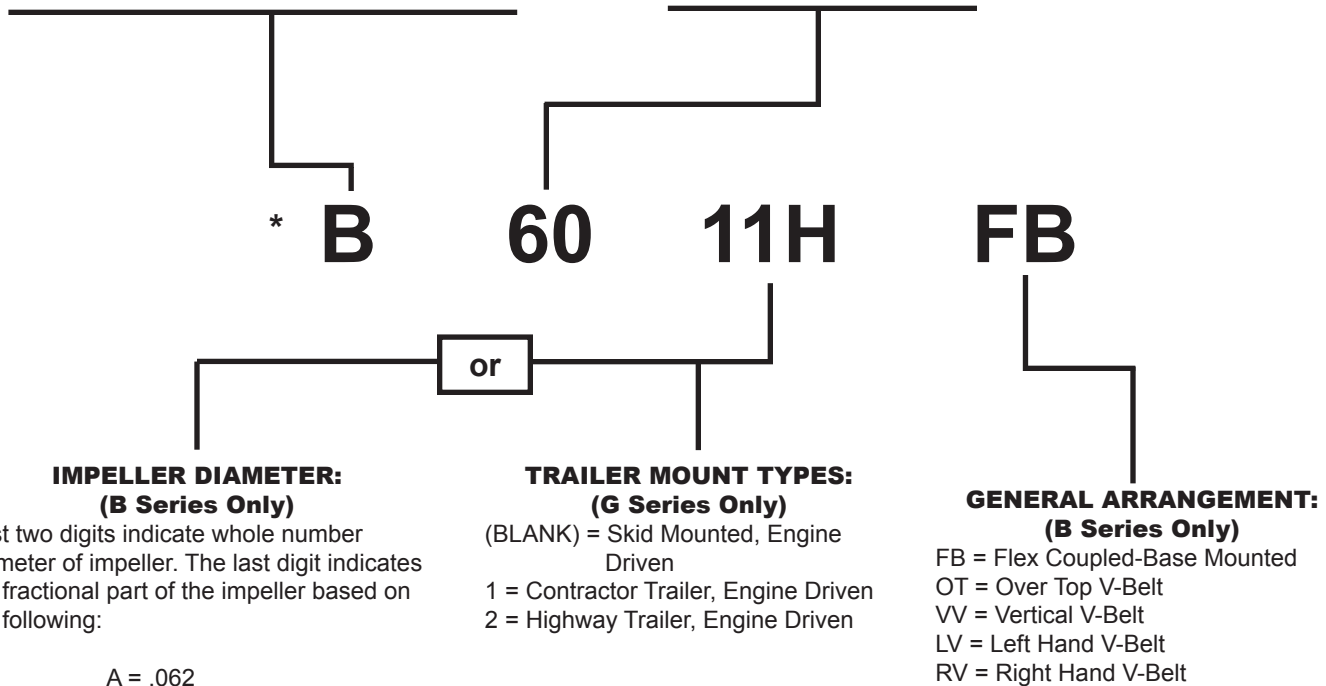 * B 60 11H FB
or
IMPELLER DIAMETER:
(B Series Only)
two digits indicate whole number
of impeller. The last digit indicates
fractional part of the impeller based on
following:
A = .062
TRAILER MOUNT TYPES:
(G Series Only)
(BLANK) = Skid Mounted, Engine
Driven
1 = Contractor Trailer, Engine Driven
2 = Highway Trailer, Engine Driven
GENERAL ARRANGEMENT:
(B Series Only)
FB = Flex Coupled-Base Mounted
OT = Over Top V-Belt
VV = Vertical V-Belt
LV = Left Hand V-Belt
RV = Right Hand V-Belt